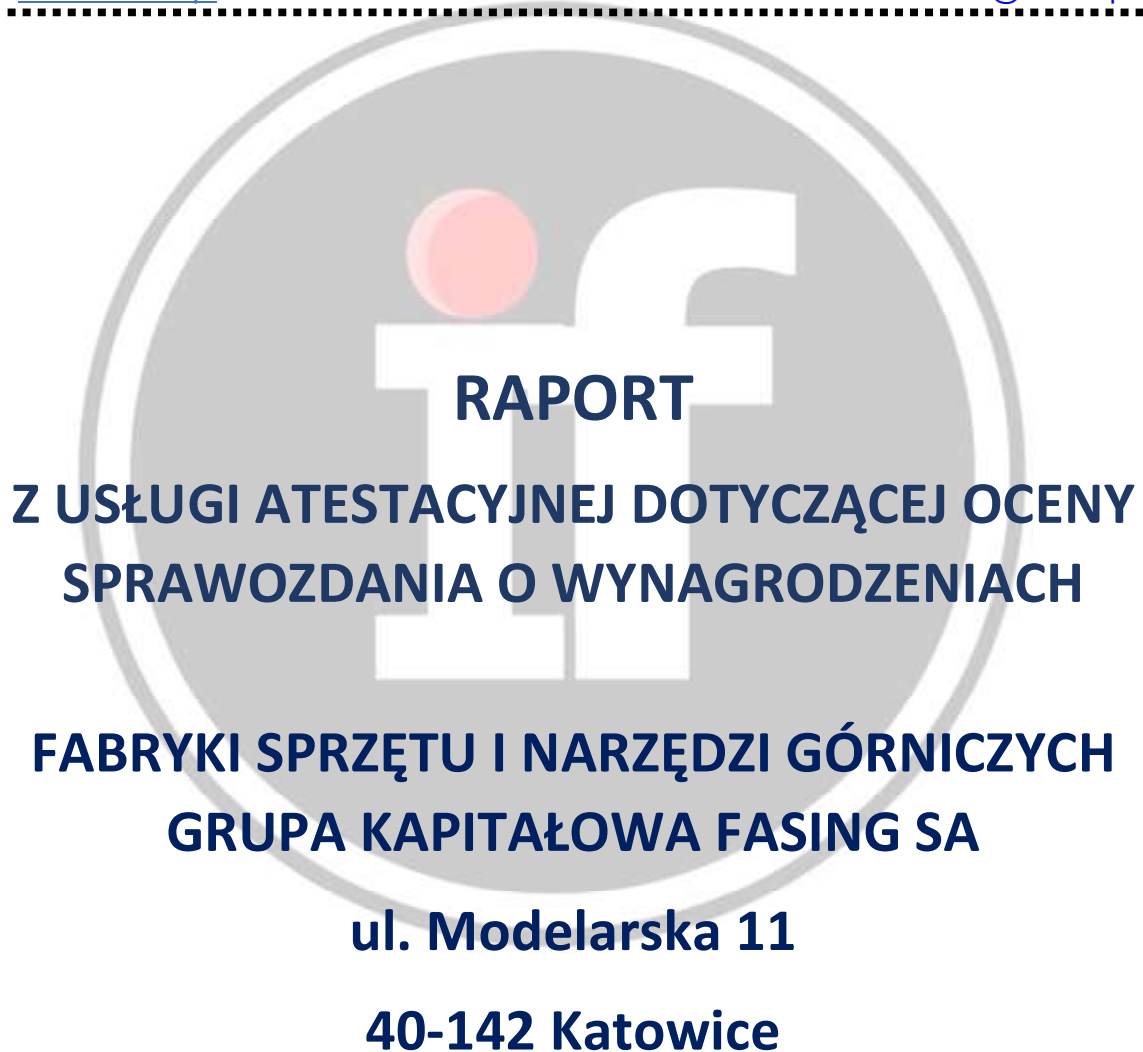 if
RAPORT
Z USŁUGI ATESTACYJNEJ DOTYCZĄCEJ OCENY
SPRAWOZDANIA O WYNAGRODZENIACH
FABRYKI SPRZĘTU I NARZĘDZI GÓRNICZYCH
GRUPA KAPITAŁOWA FASING SA
ul. Modelarska 11
40-142 Katowice